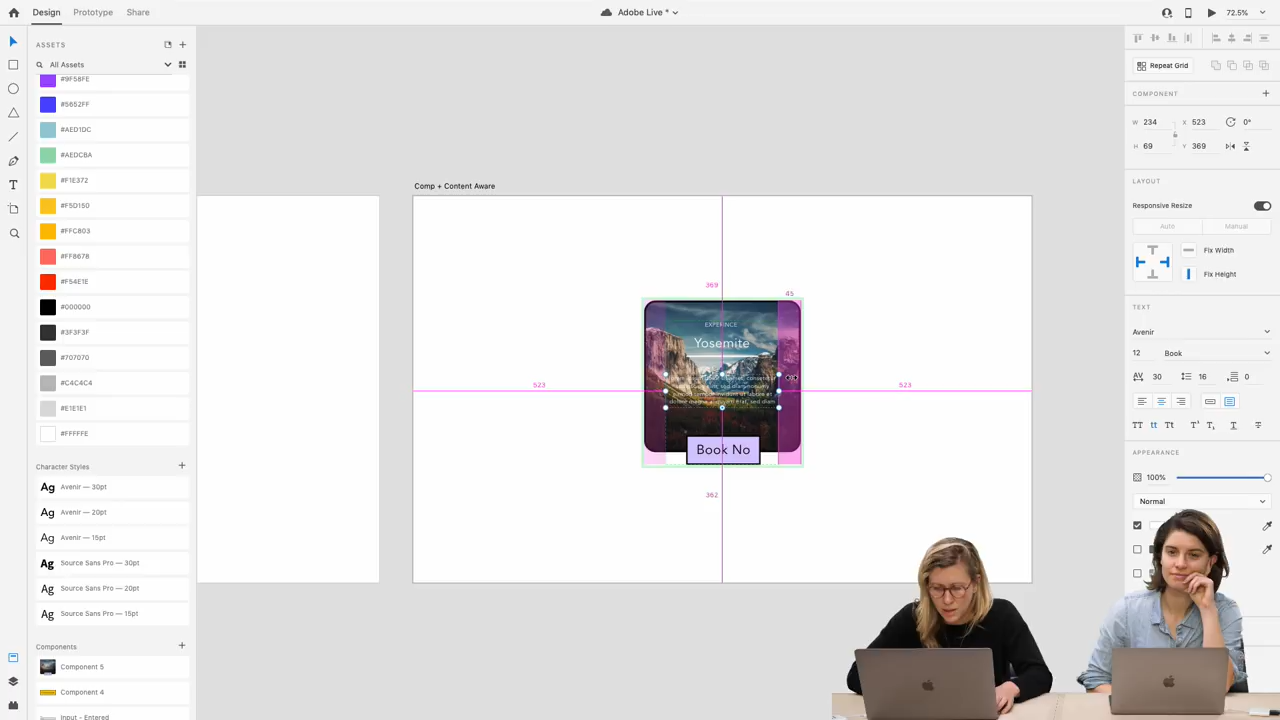 Design
Prototype
Share
Adobe Live *
72.5%
ASSETS
All Assets
#9F58FE
#5652FF
#AED1DC
#AEDCBA
#F1E372
#F5D150
#FFC803
#FF8678
#F54E1E
#000000
#3F3F3F
#707070
#C4C4C4
#E1E1E1
#FFFFFE
Character Styles
Ag Avenir — 30pt
Ag Avenir — 20pt
Ag Avenir — 15pt
Ag Source Sans Pro — 30pt
Ag Source Sans Pro — 20pt
Ag Source Sans Pro — 15pt
Components
Component 5
Component 4
Input - Entered
Comp + Content Aware
369
45
EXPERINCE
Yosemite
523
523
Book No
362
Repeat Grid
COMPONENT
W 234 X 523 0°
H 69 Y 369
LAYOUT
Responsive Resize
Auto Manual
Fix Width
Fix Height
TEXT
Avenir
12 Book
AV 30 16 0
TT tt Tt
APPEARANCE
100%
Normal